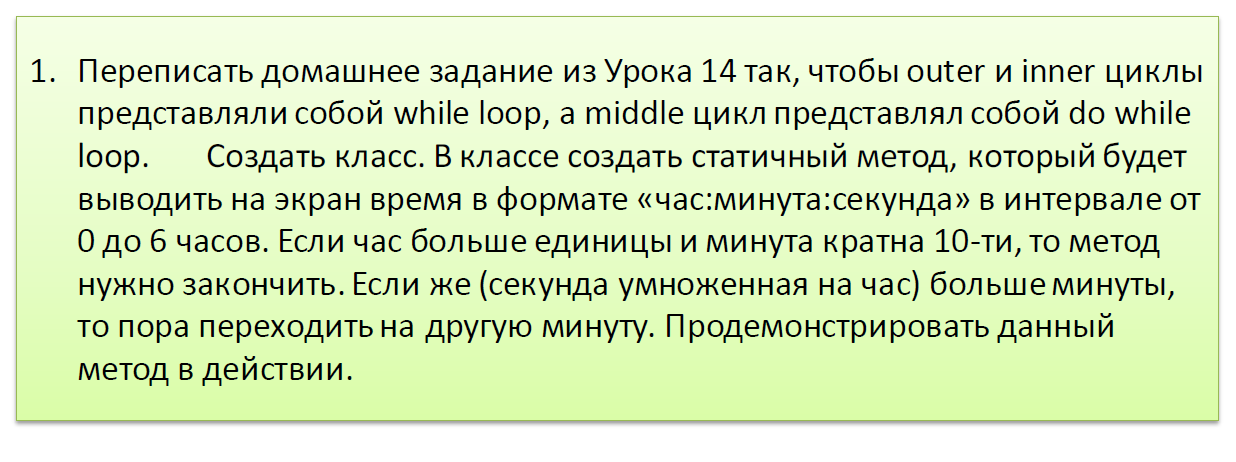 1. Переписать домашнее задание из Урока 14 так, чтобы outer и inner циклы
представляли собой while loop, а middle цикл представлял собой do while
loop. Создать класс. В классе создать статичный метод, который будет
выводить на экран время в формате «час:минута:секунда» в интервале от
0 до 6 часов. Если час больше единицы и минута кратна 10-ти, то метод
нужно закончить. Если же (секунда умноженная на час) больше минуты,
то пора переходить на другую минуту. Продемонстрировать данный
метод в действии.